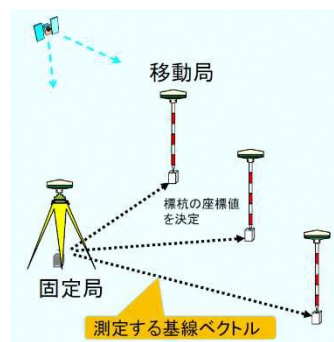 移動局
標杭の座標値
を決定
固定局
測定する基線ベクトル